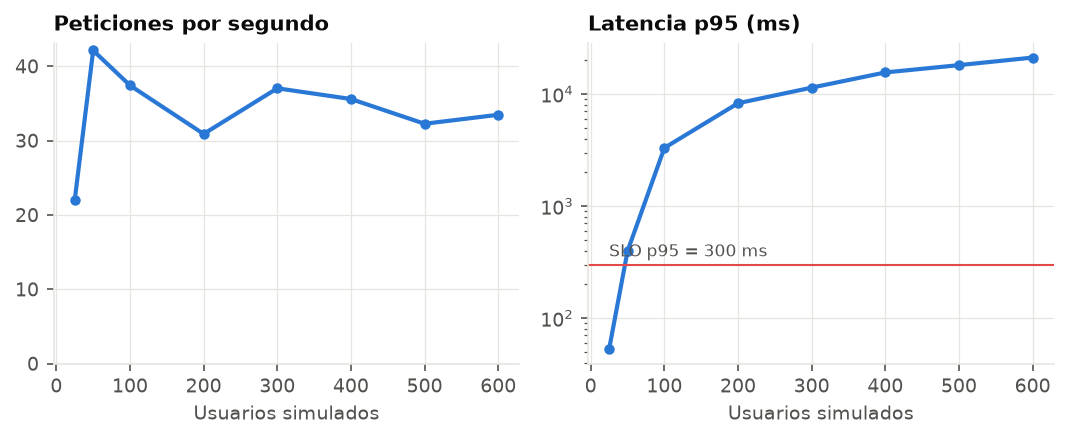 Peticiones por segundo
40
30
20
10
0
0 100 200 300 400 500 600
Usuarios simulados
Latencia p95 (ms)
10⁴
10³
SLO p95 = 300 ms
10²
0 100 200 300 400 500 600
Usuarios simulados